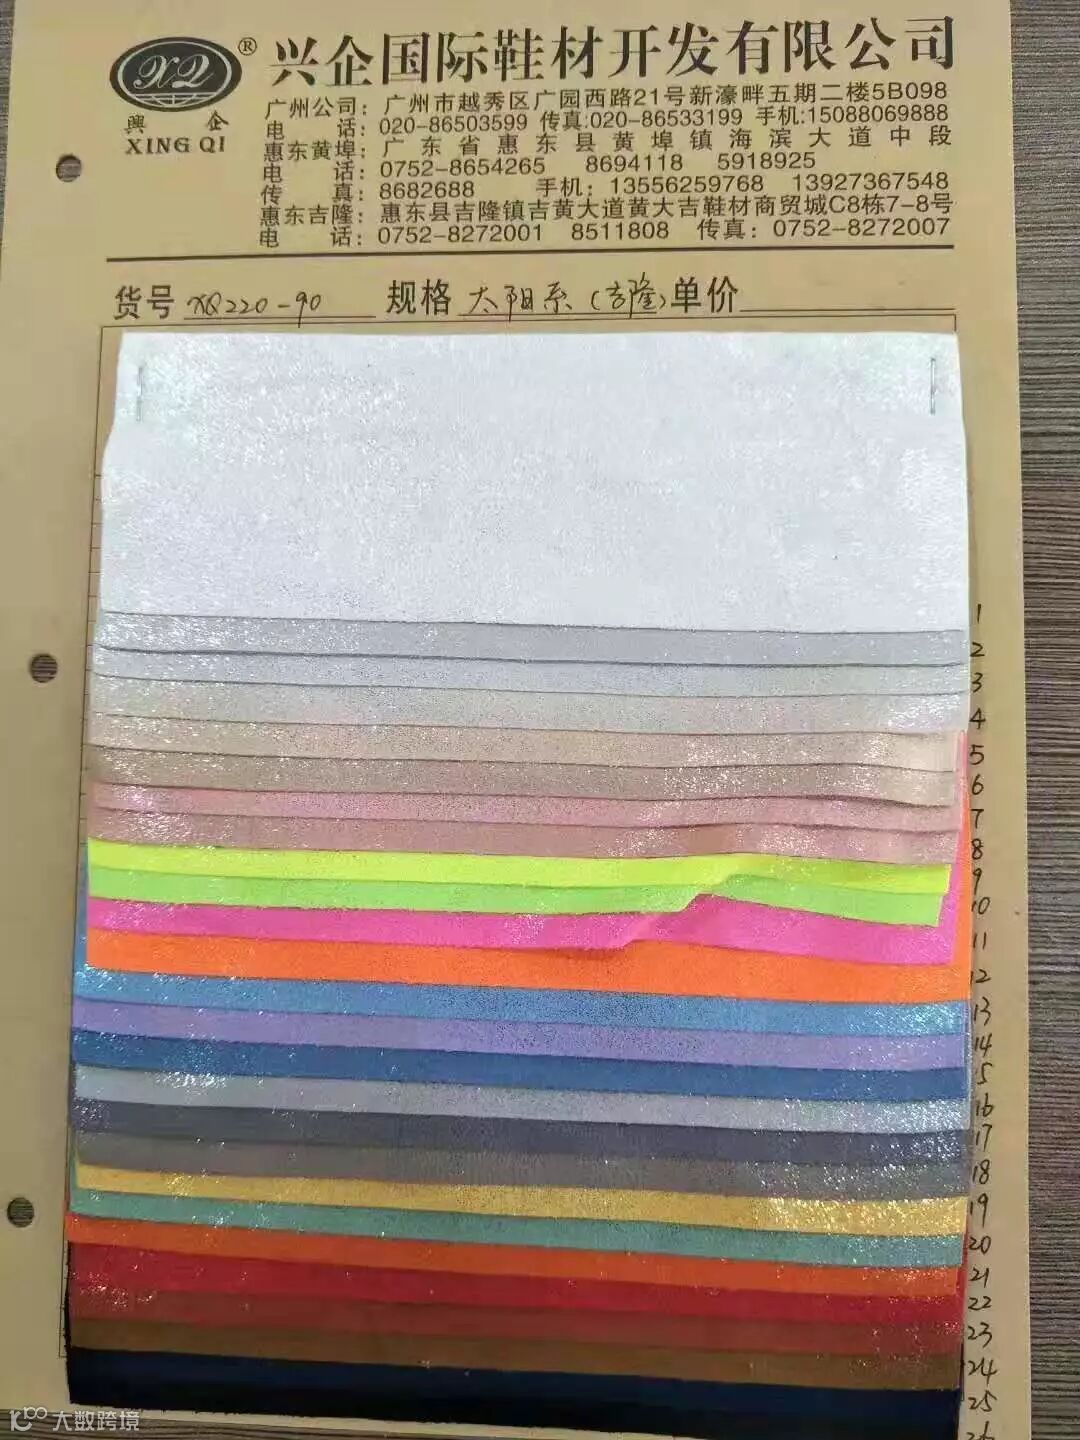 XQ ® 兴企国际鞋材开发有限公司
興企
XING QI
广州公司：广州市越秀区广园西路21号新濠畔五期二楼5B098
电话：020-86503599 传真:020-86533199 手机:15088069888
惠东黄埠：广东省惠东县黄埠镇海滨大道中段
电话：0752-8654265 8694118 5918925
传真：8682688 手机：13556259768 13927367548
惠东吉隆：惠东县吉隆镇吉黄大道黄大吉鞋材商贸城C8栋7-8号
电话：0752-8272001 8511808 传真：0752-8272007
货号 XQ220-90 规格 太阳系(吉隆) 单价
1
2
3
4
5
6
7
8
9
10
11
12
13
14
15
16
17
18
19
20
21
22
23
24
25
26
大数跨境